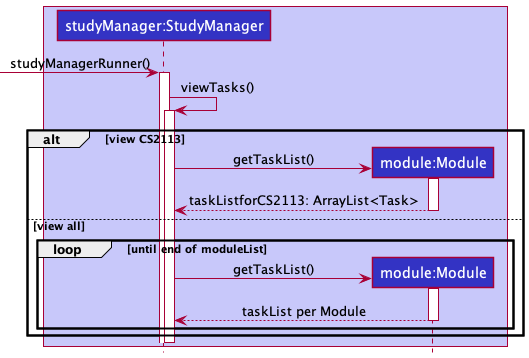 studyManager:StudyManager
studyManagerRunner()
viewTasks()
alt [view CS2113]
getTaskList()
module:Module
taskListforCS2113: ArrayList<Task>
[view all]
loop [until end of moduleList]
getTaskList()
module:Module
taskList per Module